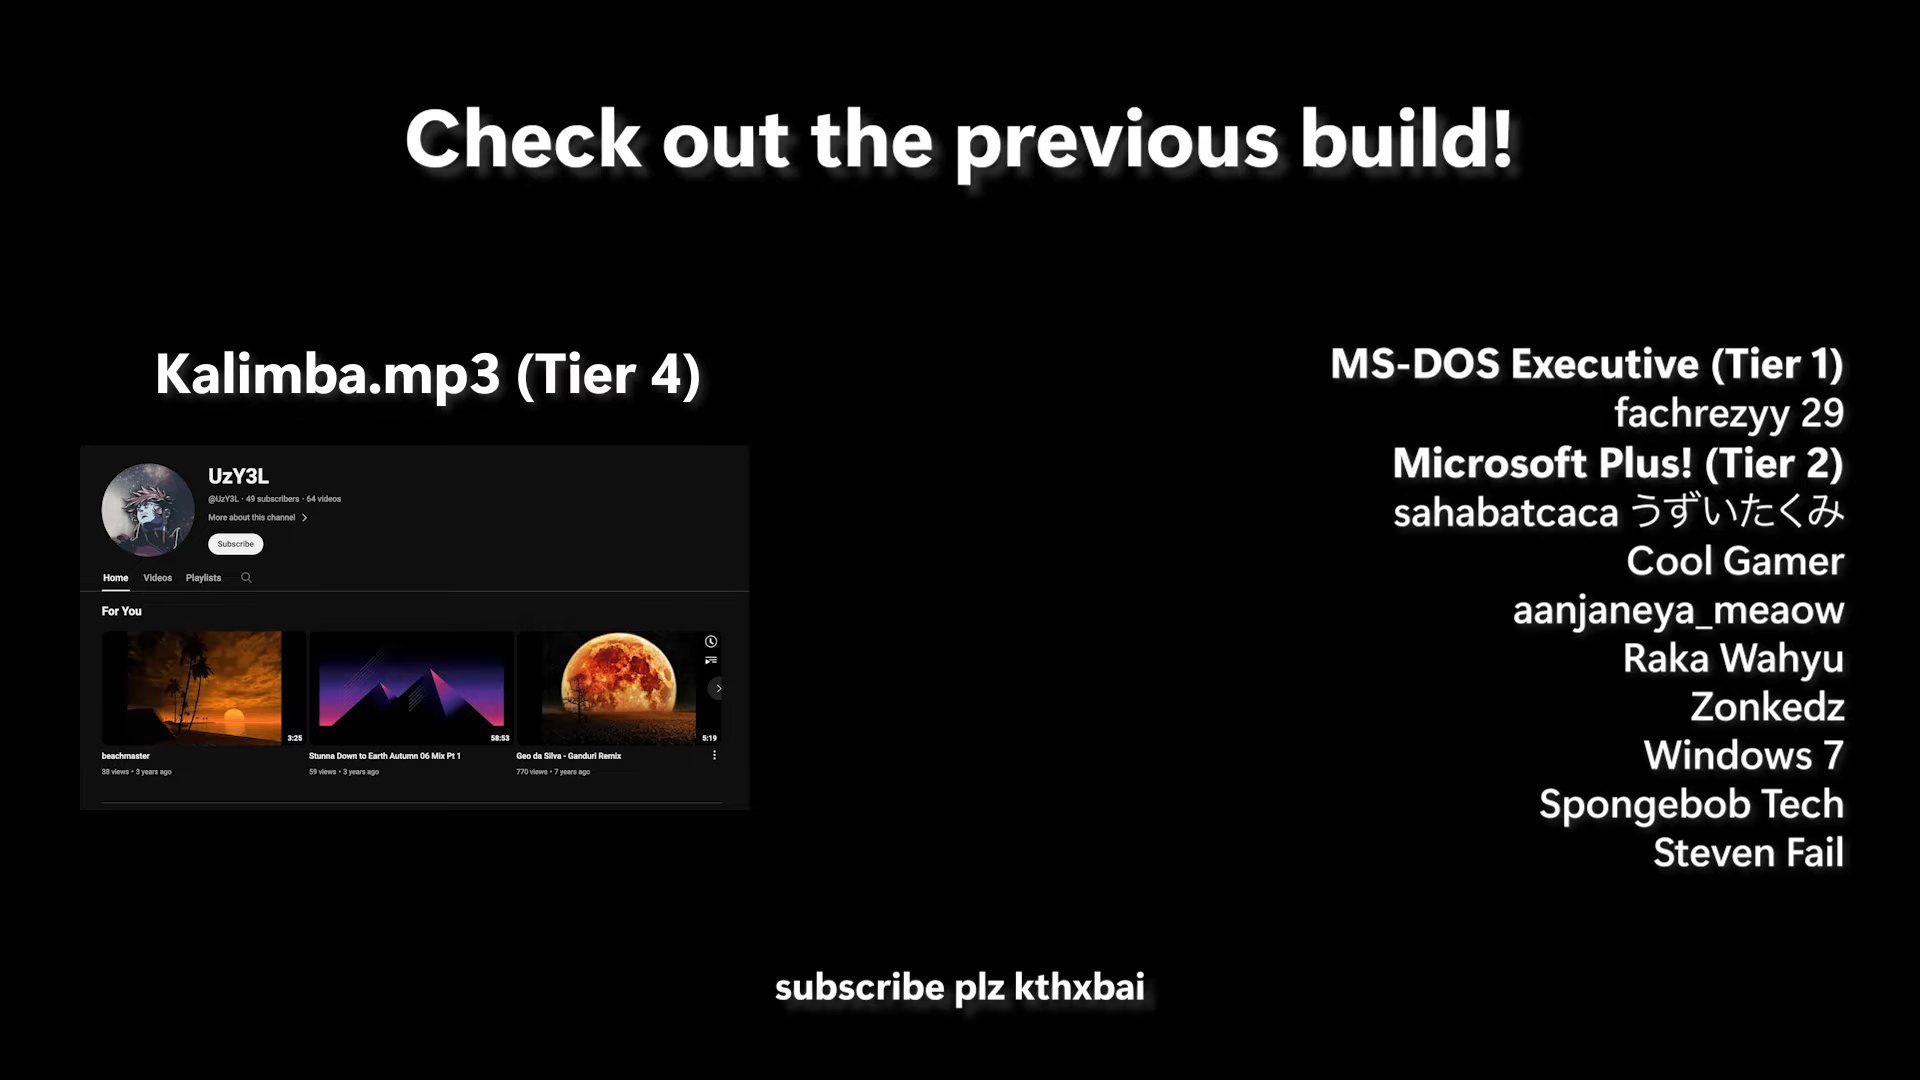 Check out the previous build!
Kalimba.mp3 (Tier 4)
UzY3L
@UzY3L · 49 subscribers · 64 videos
More about this channel
Subscribe
Home Videos Playlists
For You
3:25
58:53
5:19
beachmaster
Stunna Down to Earth Autumn 06 Mix Pt 1
Geo da Silva - Ganduri Remix
38 views · 3 years ago
59 views · 3 years ago
770 views · 7 years ago
MS-DOS Executive (Tier 1)
fachrezyy 29
Microsoft Plus! (Tier 2)
sahabatcaca うずいたくみ
Cool Gamer
aanjaneya_meaow
Raka Wahyu
Zonkedz
Windows 7
Spongebob Tech
Steven Fail
subscribe plz kthxbai